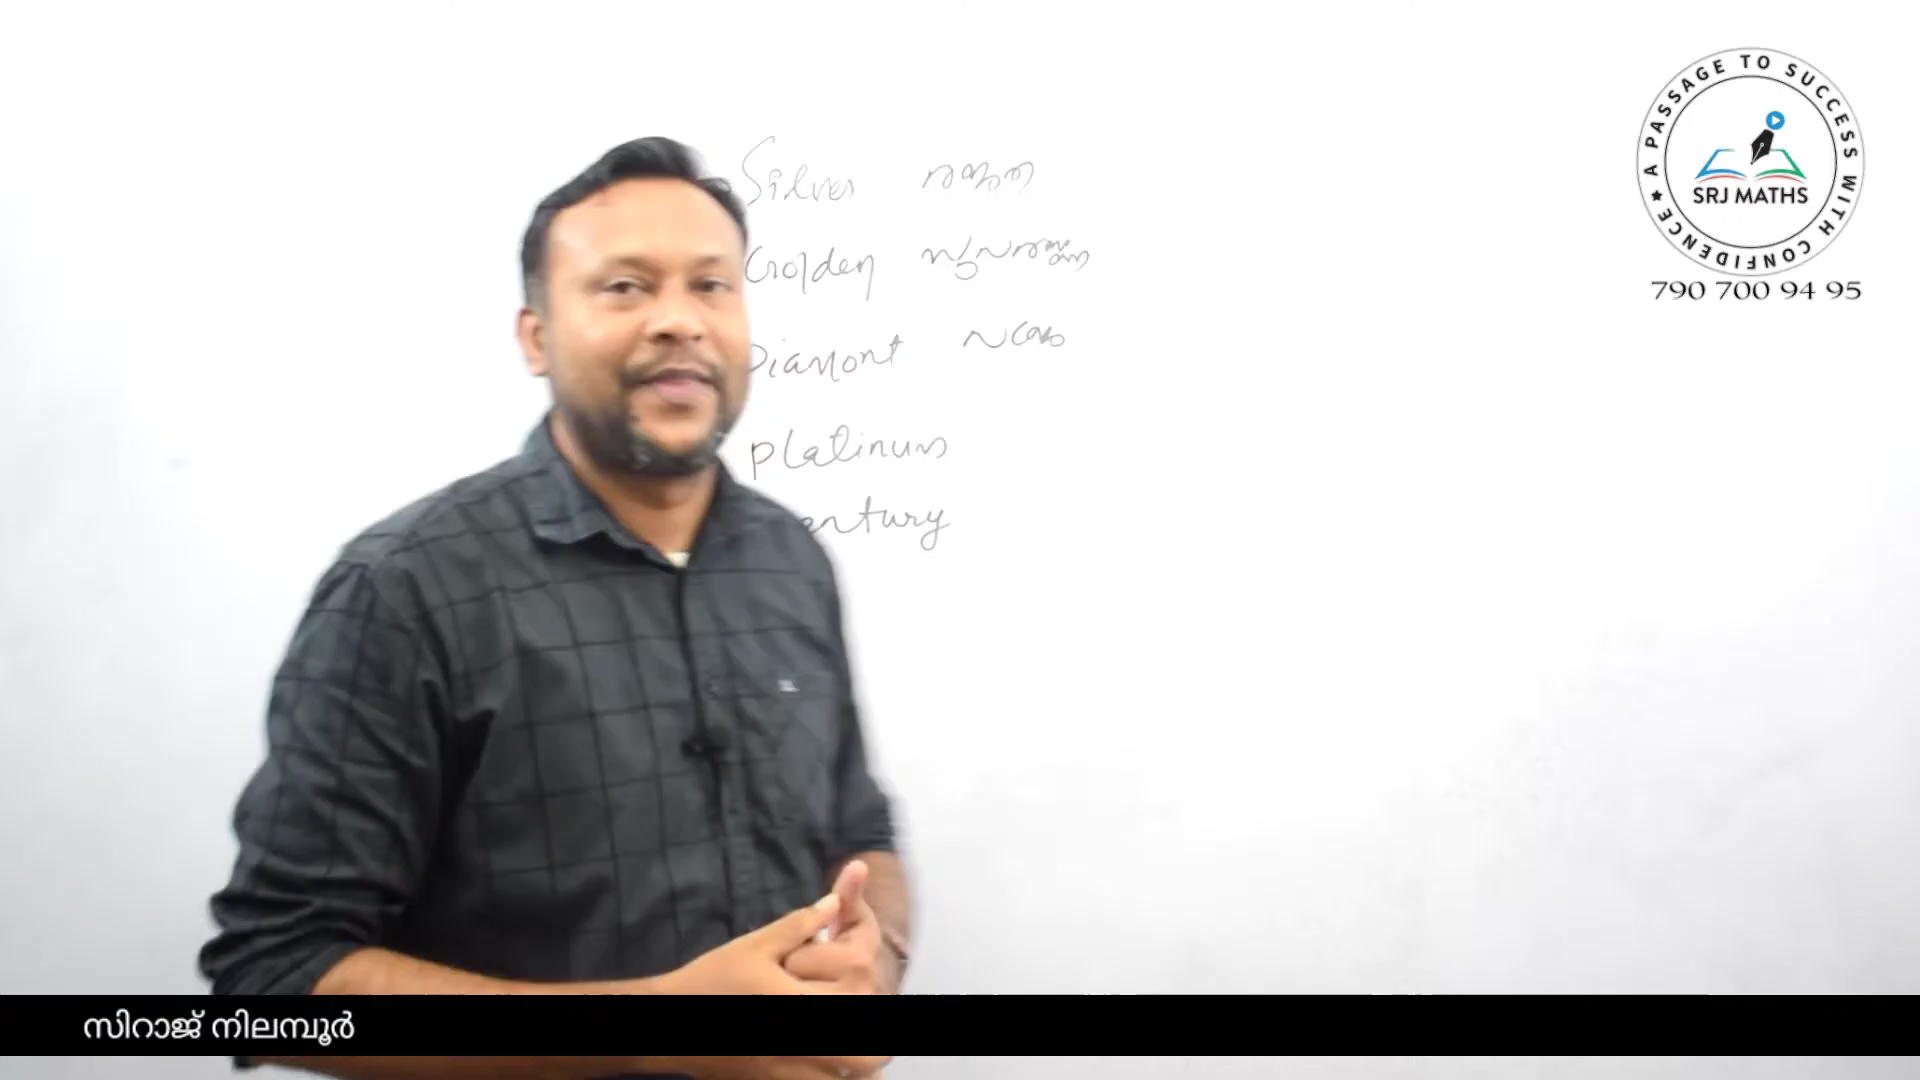 Silver രജത
Golden സുവർണ്ണ
Diamont വജ്ര
Platinum
entury
A PASSAGE TO SUCCESS WITH CONFIDENCE
SRJ MATHS
790 700 94 95
സിറാജ് നിലമ്പൂർ